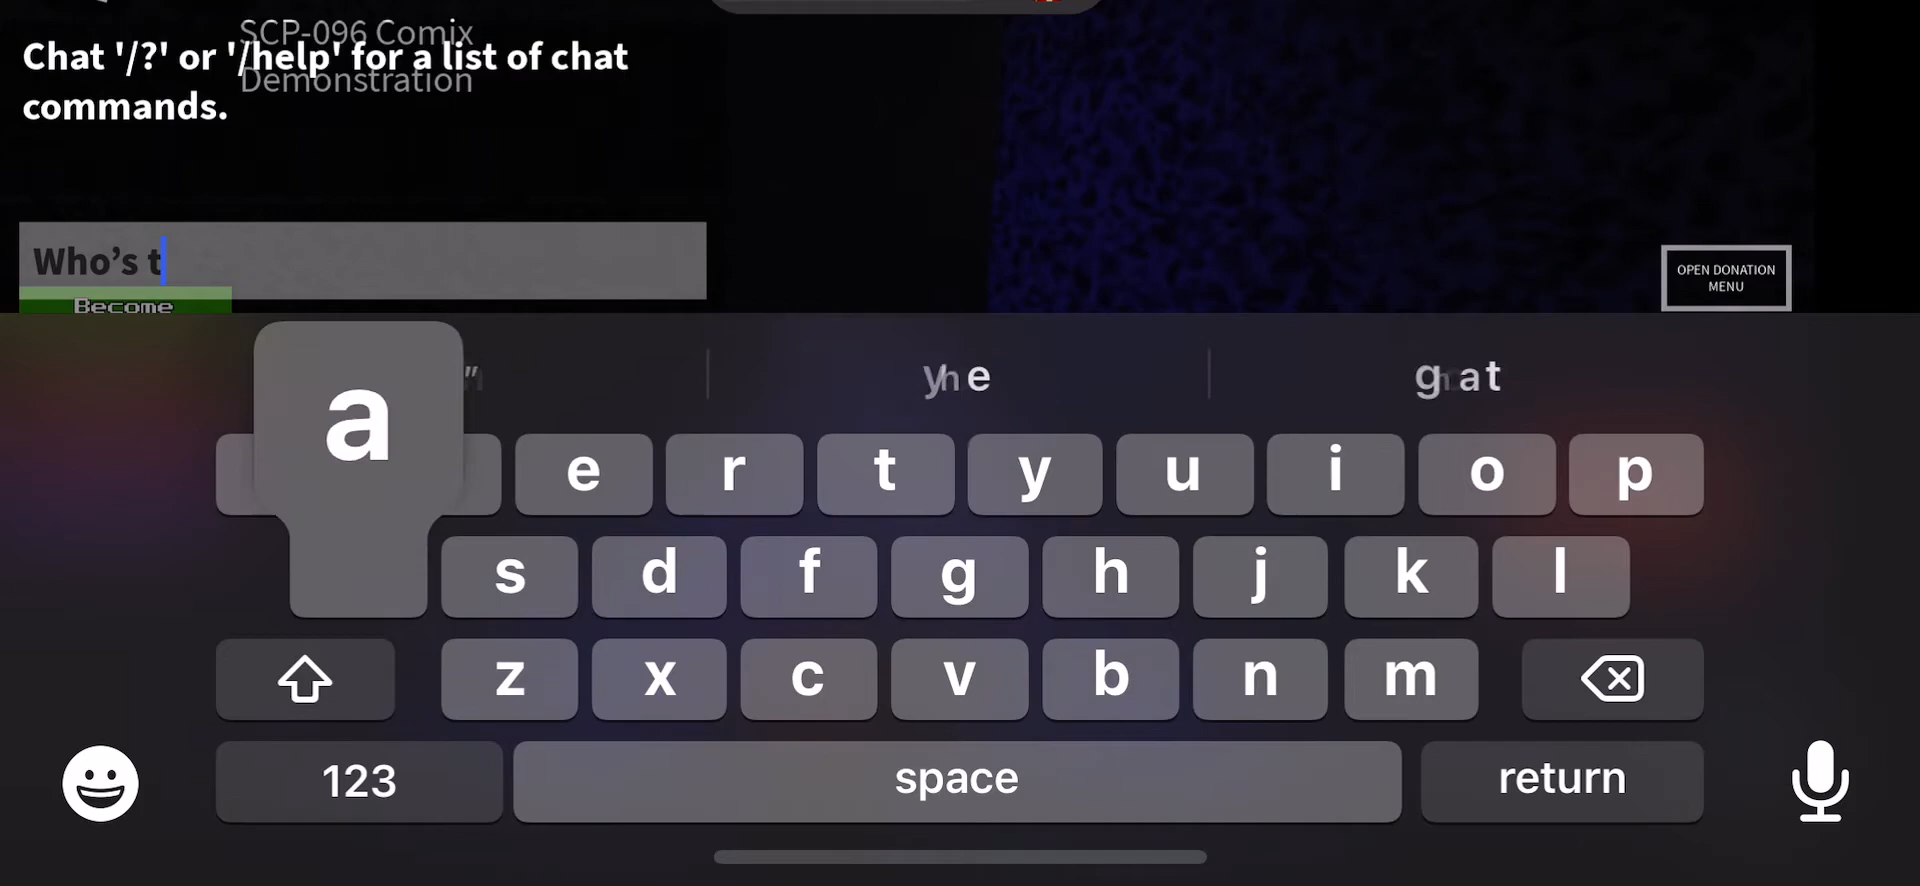 SCP-096 Comix
Demonstration
Chat '/?' or '/help' for a list of chat
commands.
Who’s t
Become
OPEN DONATION
MENU
a
e r t y u i o p
s d f g h j k l
z x c v b n m
123 space return